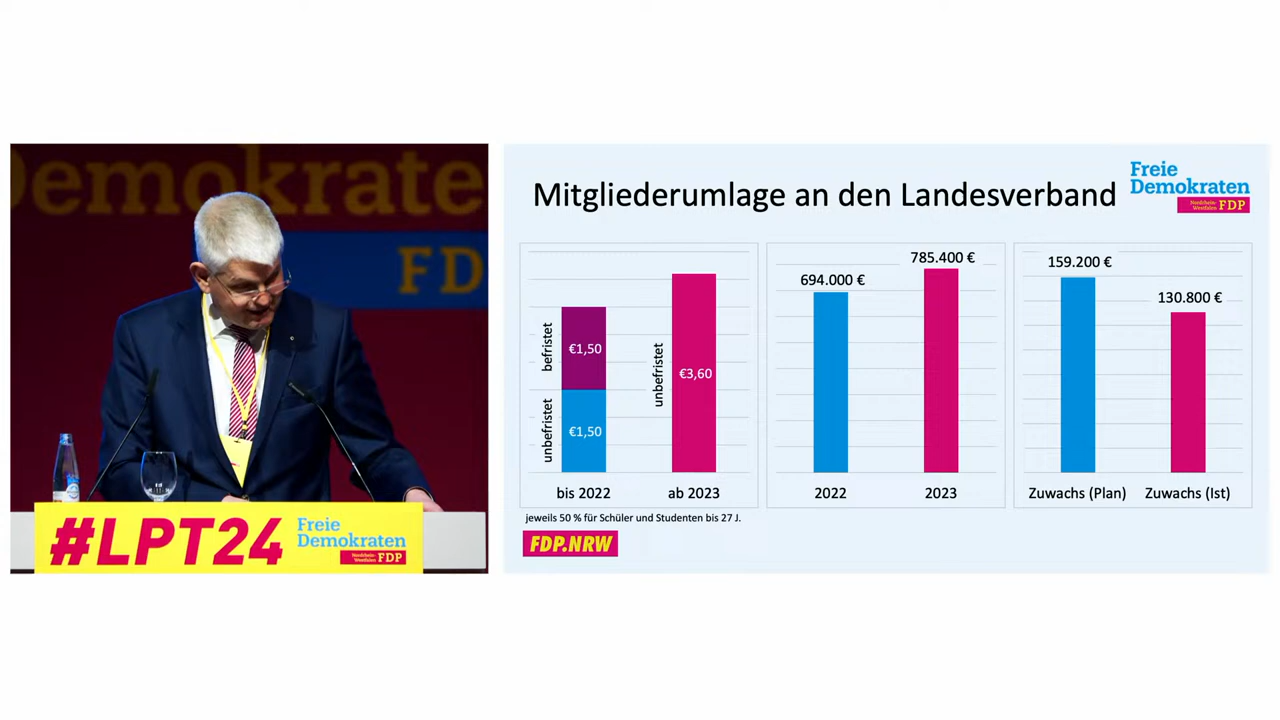 Demokrate
FD
#LPT24
Freie
Demokraten
Nordrhein-
Westfalen FDP
Mitgliederumlage an den Landesverband
Freie
Demokraten
Nordrhein-
Westfalen FDP
befristet
€1,50
unbefristet
€1,50
unbefristet
€3,60
bis 2022
ab 2023
694.000 €
785.400 €
2022
2023
159.200 €
130.800 €
Zuwachs (Plan)
Zuwachs (Ist)
jeweils 50 % für Schüler und Studenten bis 27 J.
FDP.NRW